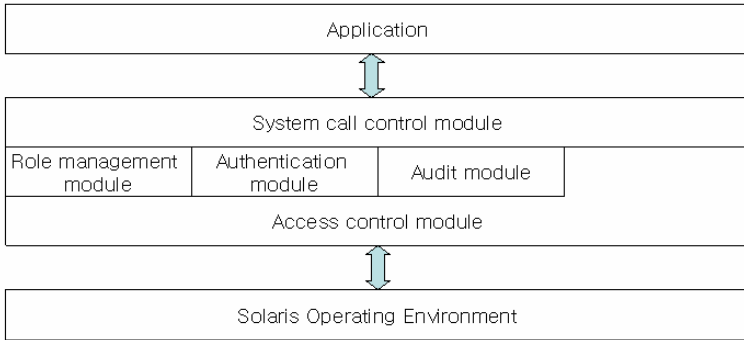 Application
System call control module
Role management
module
Authentication
module
Audit module
Access control module
Solaris Operating Environment